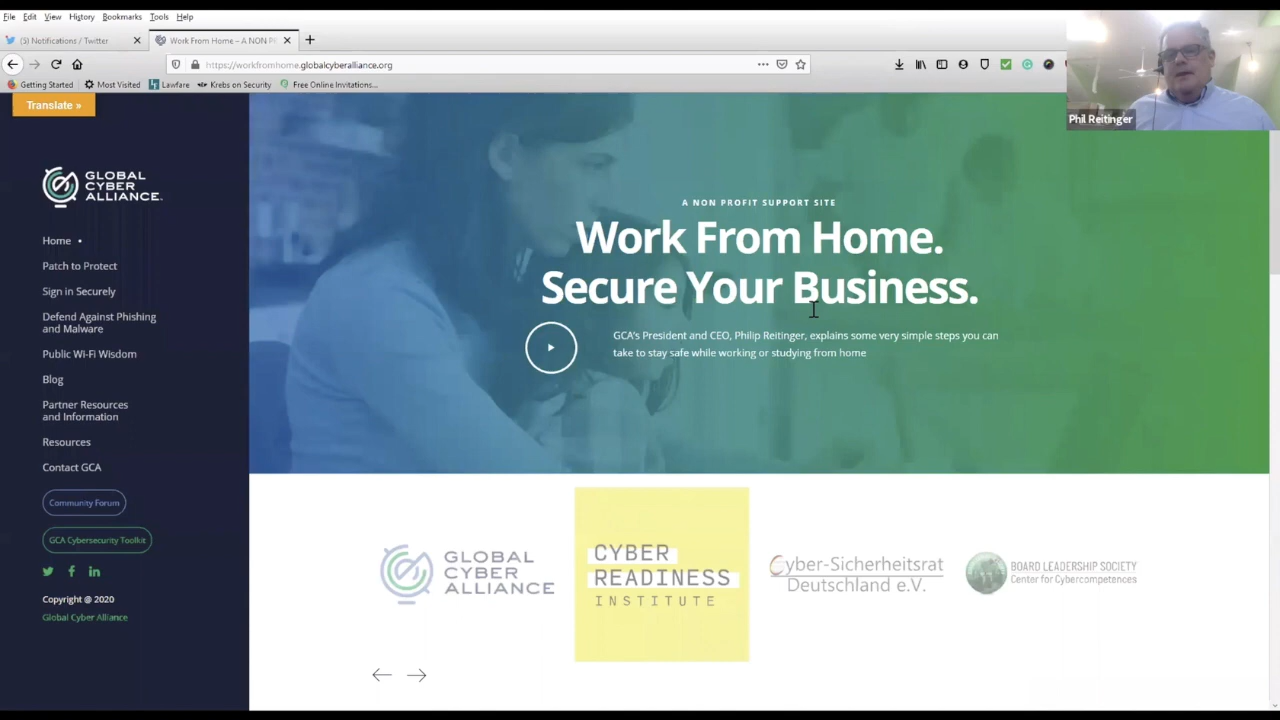 File Edit View History Bookmarks Tools Help
(5) Notifications / Twitter
Work From Home – A NON P
https://workfromhome.globalcyberalliance.org
Getting Started Most Visited Lawfare Krebs on Security Free Online Invitations...
Translate »
Phil Reitinger
GLOBAL
CYBER
ALLIANCE
Home
Patch to Protect
Sign in Securely
Defend Against Phishing
and Malware
Public Wi-Fi Wisdom
Blog
Partner Resources
and Information
Resources
Contact GCA
Community Forum
GCA Cybersecurity Toolkit
Copyright @ 2020
Global Cyber Alliance
A NON PROFIT SUPPORT SITE
Work From Home.
Secure Your Business.
GCA's President and CEO, Philip Reitinger, explains some very simple steps you can
take to stay safe while working or studying from home
GLOBAL
CYBER
ALLIANCE
CYBER
READINESS
INSTITUTE
Cyber-Sicherheitsrat
Deutschland e.V.
BOARD LEADERSHIP SOCIETY
Center for Cybercompetences